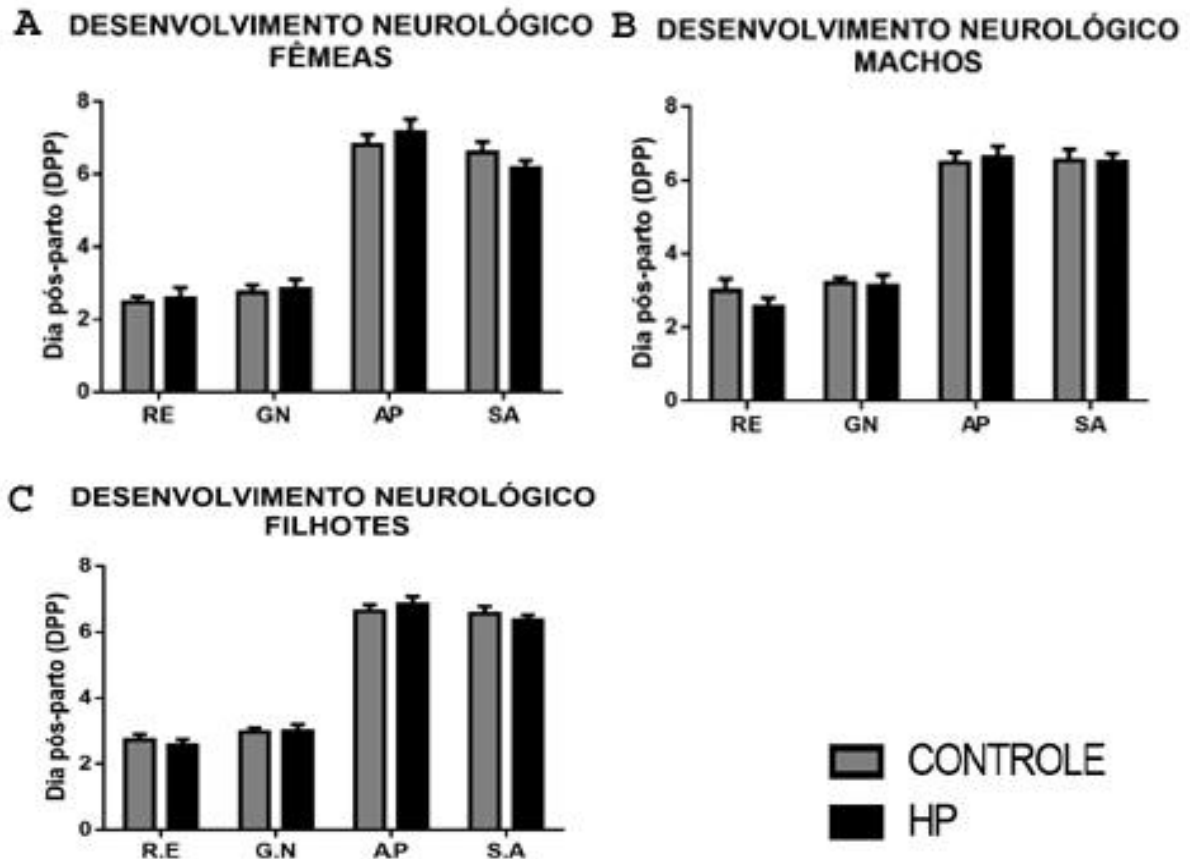 A DESENVOLVIMENTO NEUROLÓGICO
FÊMEAS
Dia pós-parto (DPP)
8
6
4
2
0
RE GN AP SA
B DESENVOLVIMENTO NEUROLÓGICO
MACHOS
Dia pós-parto (DPP)
8
6
4
2
0
RE GN AP SA
C DESENVOLVIMENTO NEUROLÓGICO
FILHOTES
Dia pós-parto (DPP)
8
6
4
2
0
R.E G.N A.P S.A
CONTROLE
HP